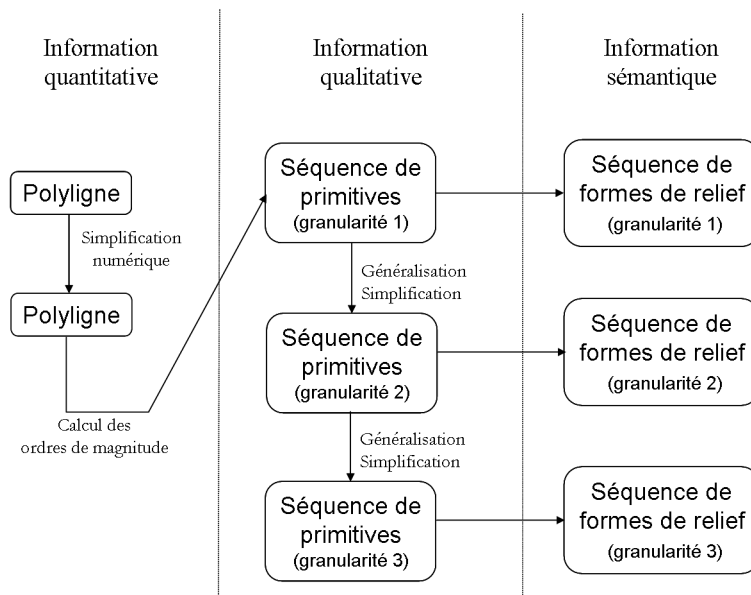 Information
quantitative
Information
qualitative
Information
sémantique
Polyligne
Simplification
numérique
Polyligne
Calcul des
ordres de magnitude
Séquence de
primitives
(granularité 1)
Généralisation
Simplification
Séquence de
primitives
(granularité 2)
Généralisation
Simplification
Séquence de
primitives
(granularité 3)
Séquence de
formes de relief
(granularité 1)
Séquence de
formes de relief
(granularité 2)
Séquence de
formes de relief
(granularité 3)